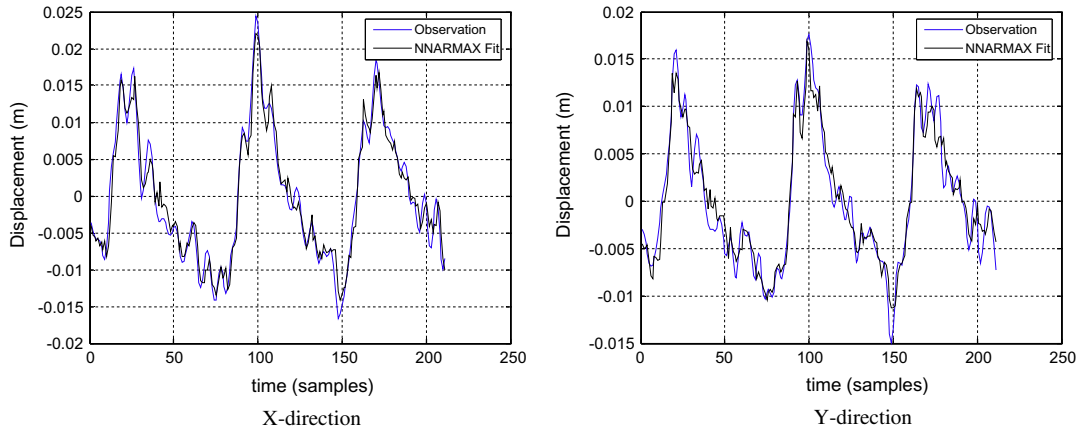 0.025
0.02
0.015
0.01
0.005
0
-0.005
-0.01
-0.015
-0.02
Displacement (m)
0 50 100 150 200 250
time (samples)
Observation
NNARMAX Fit
X-direction
0.02
0.015
0.01
0.005
0
-0.005
-0.01
-0.015
Displacement (m)
0 50 100 150 200 250
time (samples)
Observation
NNARMAX Fit
Y-direction